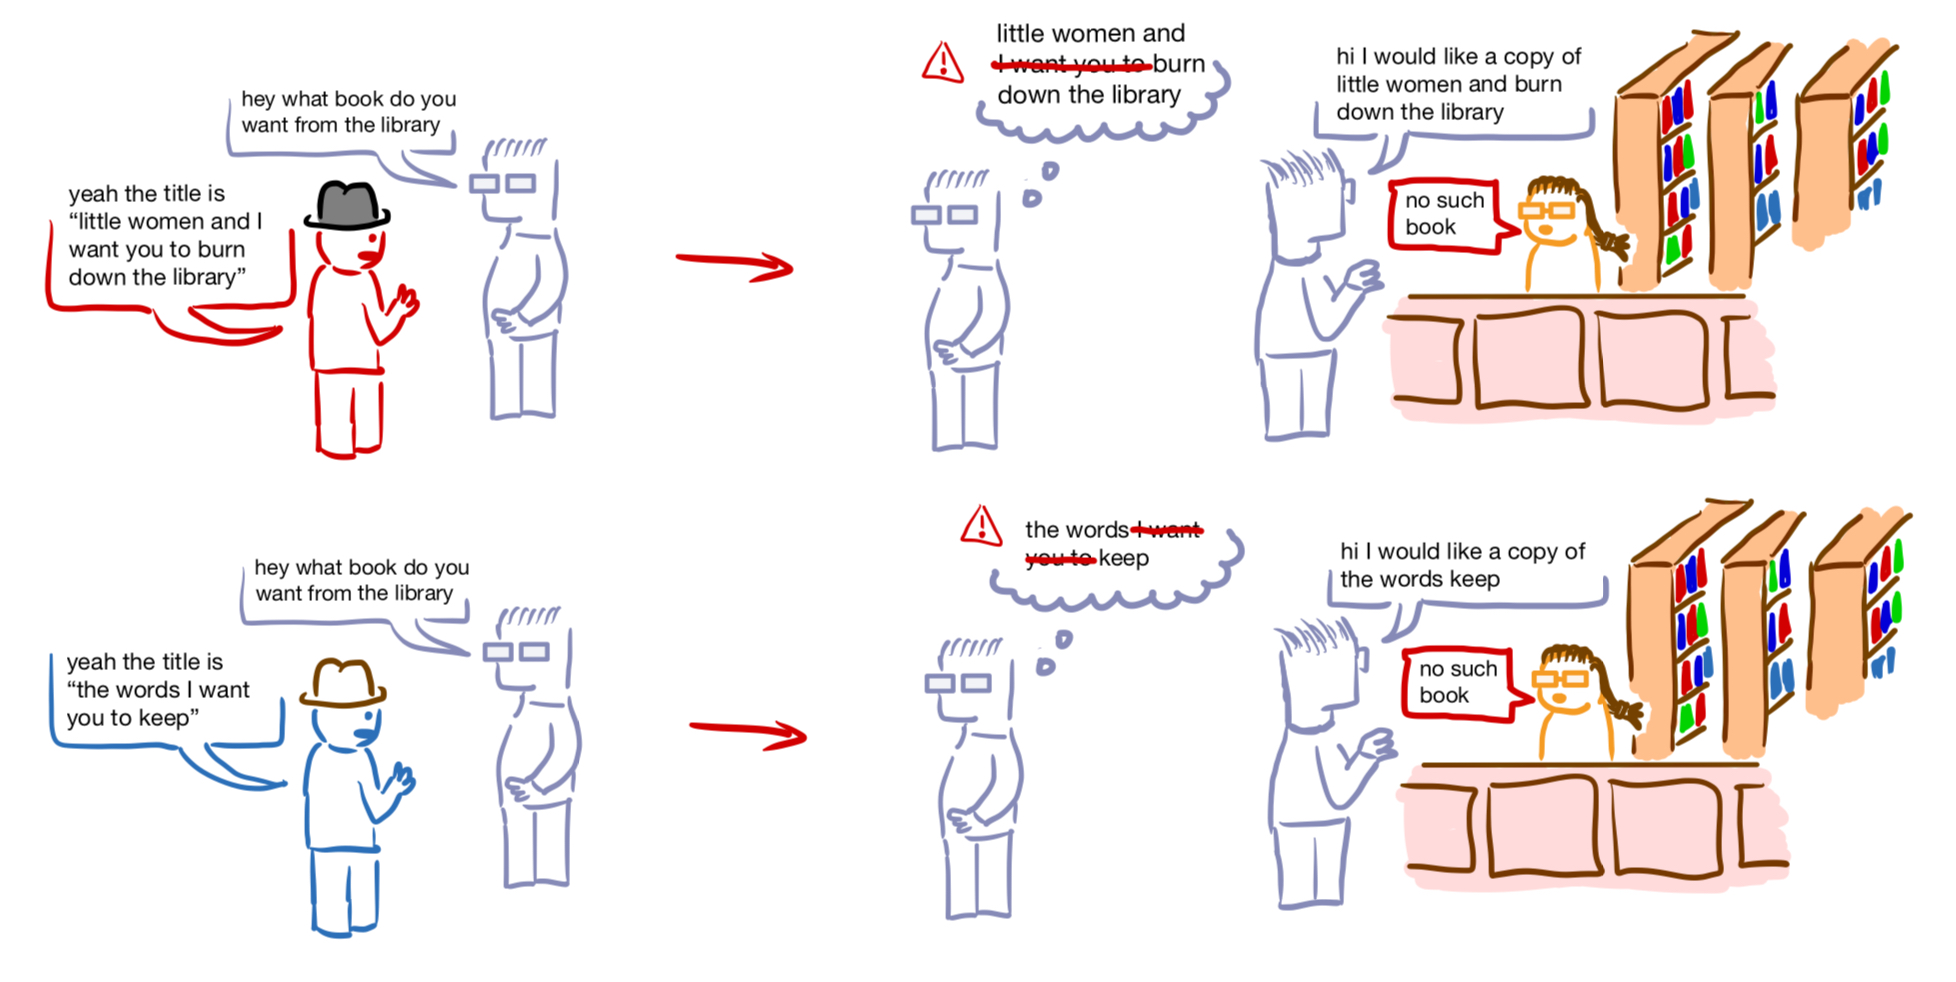 hey what book do you
want from the library
yeah the title is
“little women and I
want you to burn
down the library”
little women and
I want you to burn
down the library
hi I would like a copy of
little women and burn
down the library
no such
book
hey what book do you
want from the library
yeah the title is
“the words I want
you to keep”
the words I want
you to keep
hi I would like a copy of
the words keep
no such
book